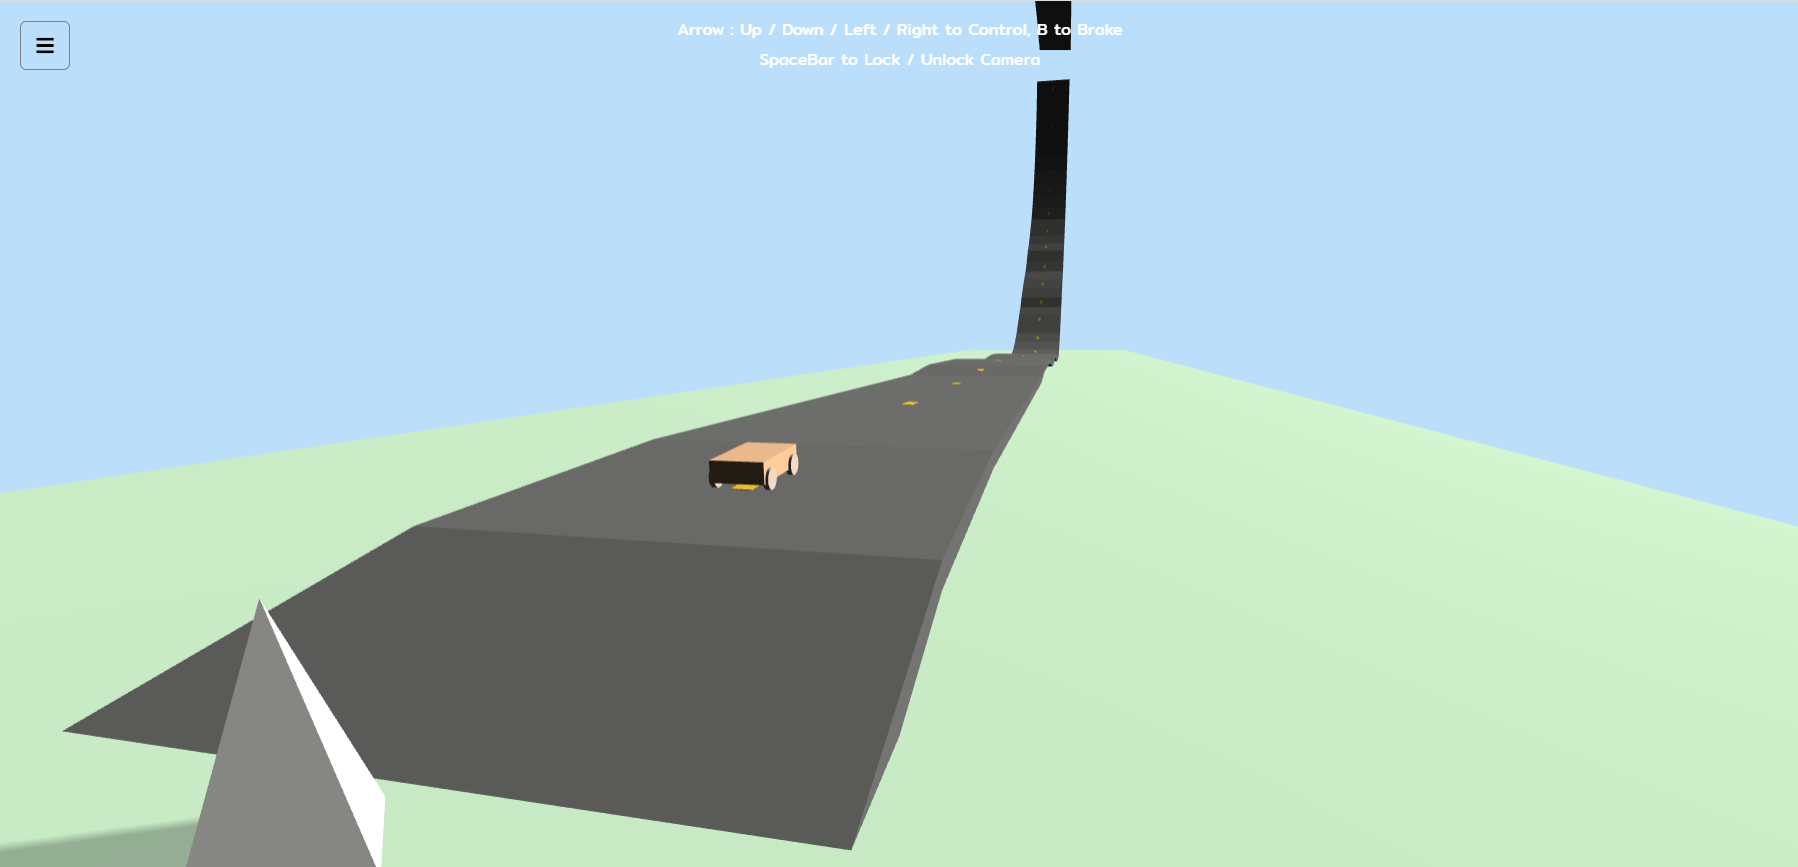 Arrow : Up / Down / Left / Right to Control, B to Brake
SpaceBar to Lock / Unlock Camera